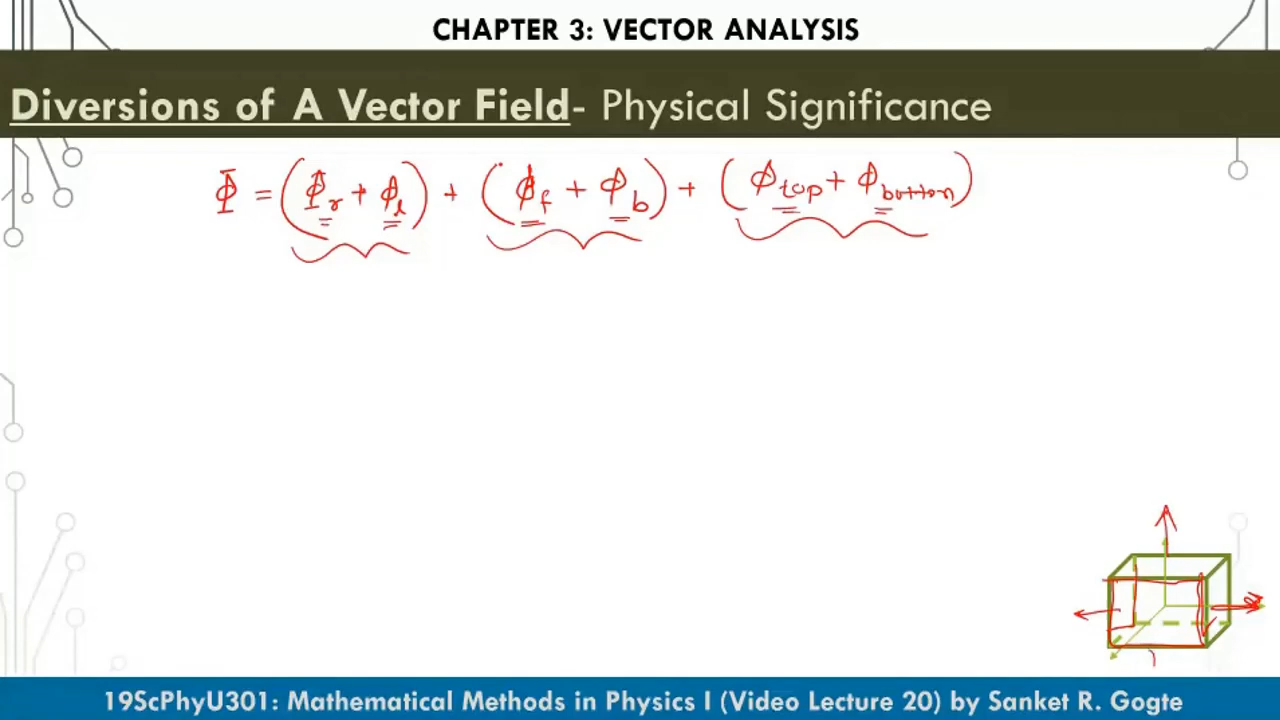 CHAPTER 3: VECTOR ANALYSIS
Diversions of A Vector Field- Physical Significance
Φ = (Φr + Φl) + (Φf + Φb) + (Φtop + Φbottom)
19ScPhyU301: Mathematical Methods in Physics I (Video Lecture 20) by Sanket R. Gogte